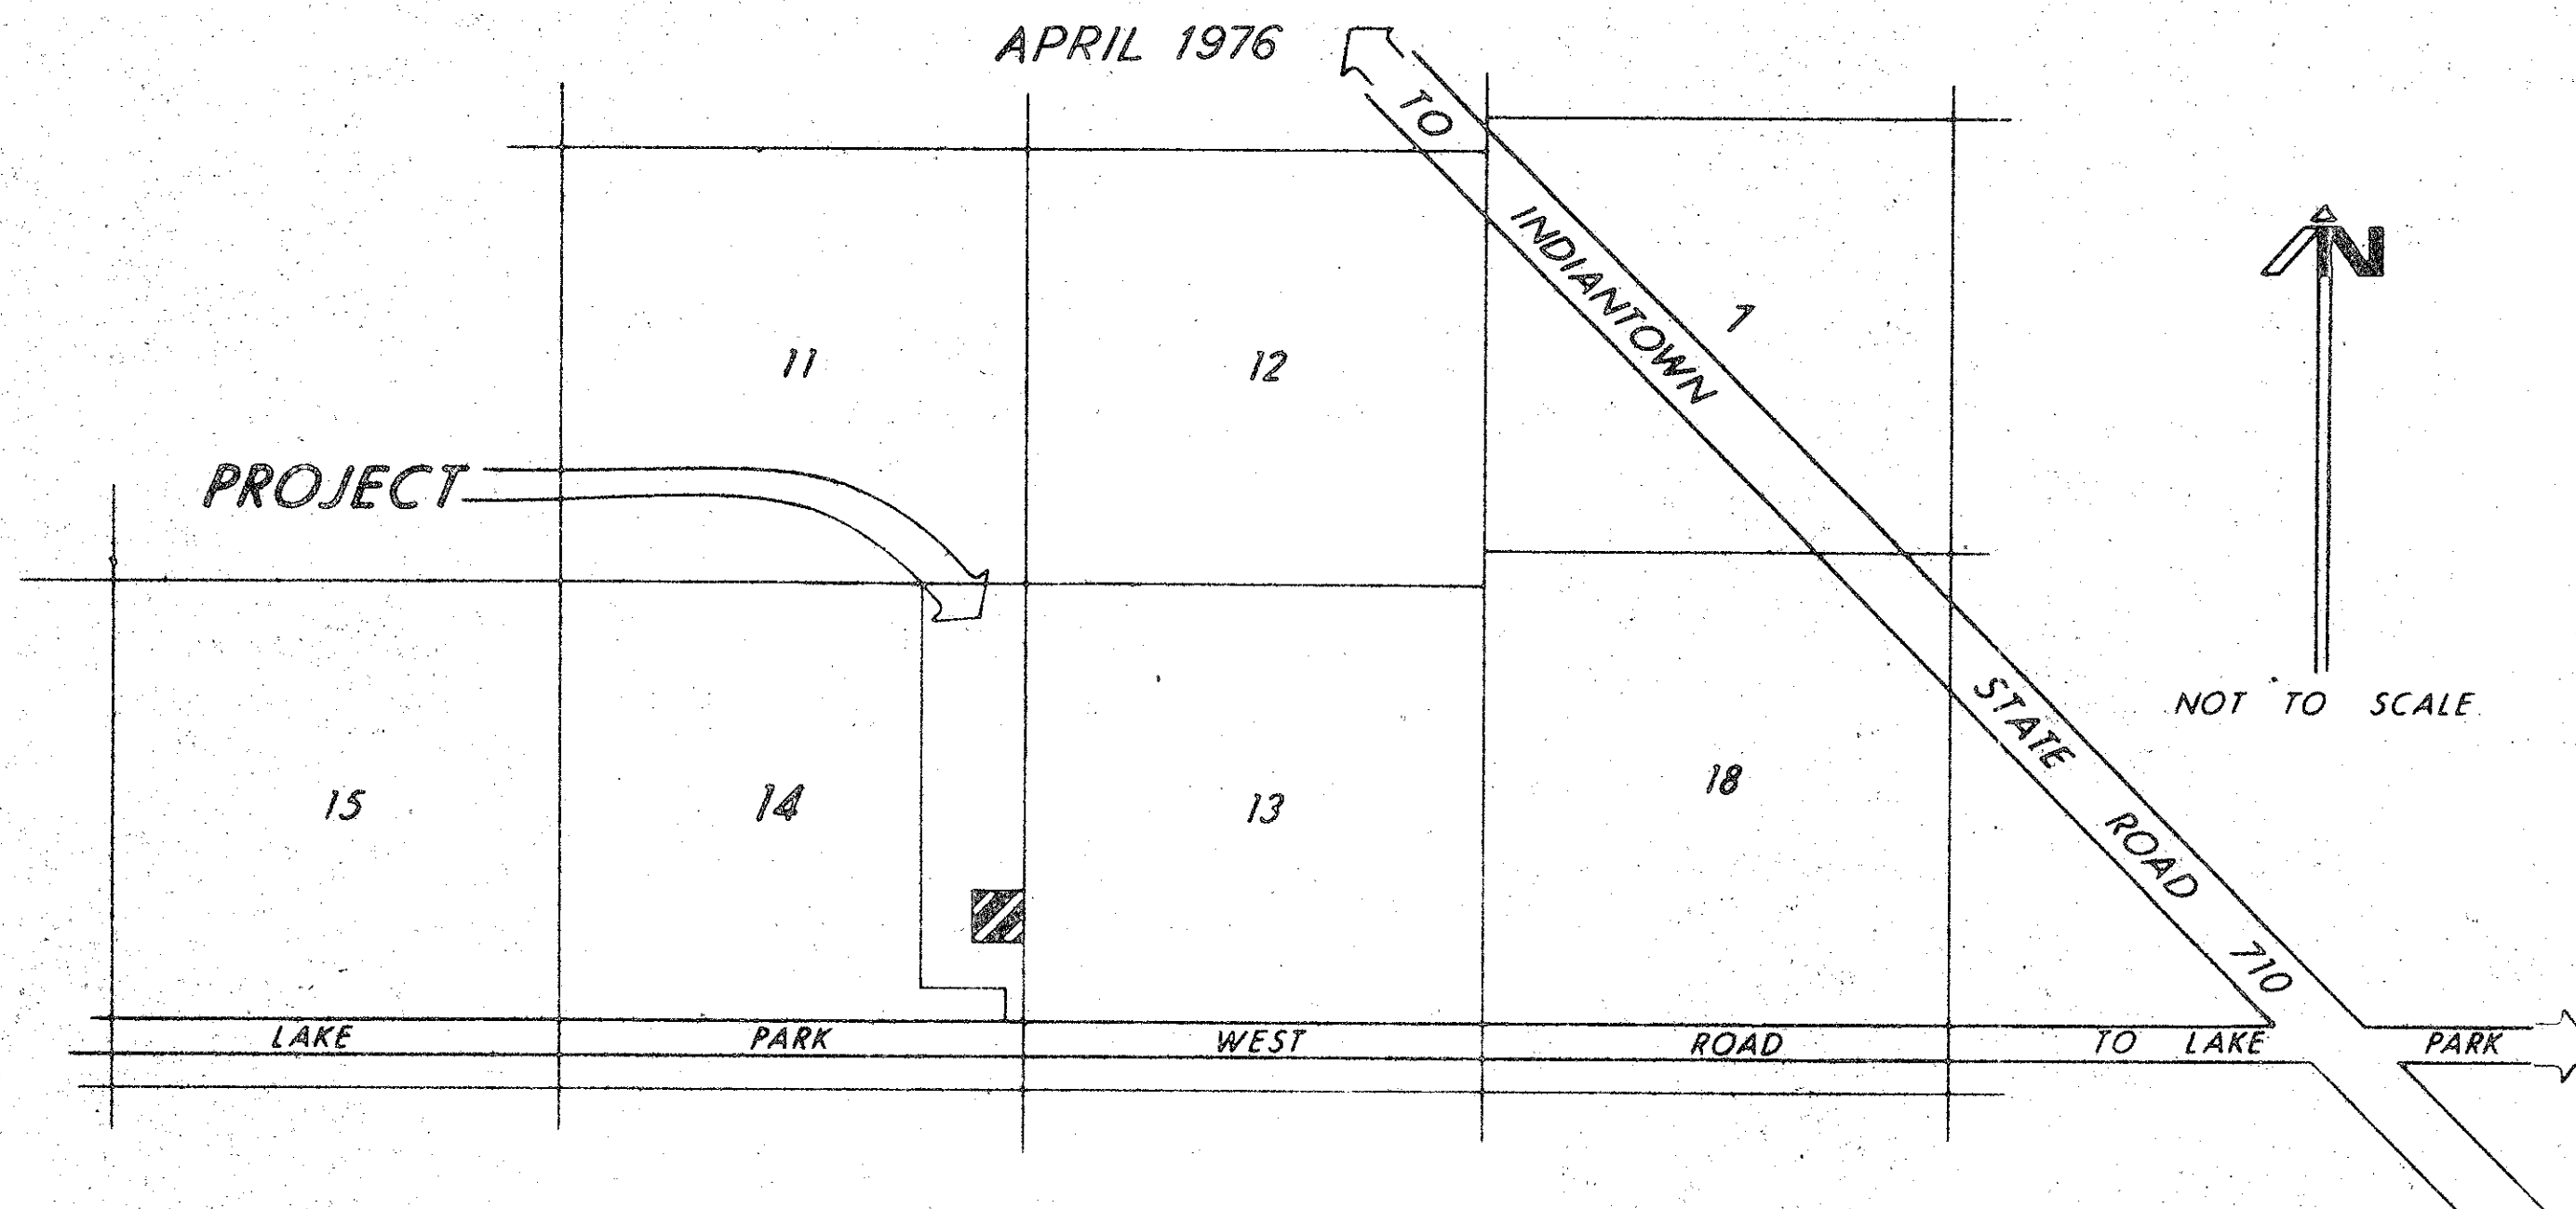 APRIL 1976
TO INDIANTOWN
STATE ROAD 710
N
NOT TO SCALE
7
11
12
PROJECT
15
14
13
18
LAKE PARK WEST ROAD TO LAKE PARK